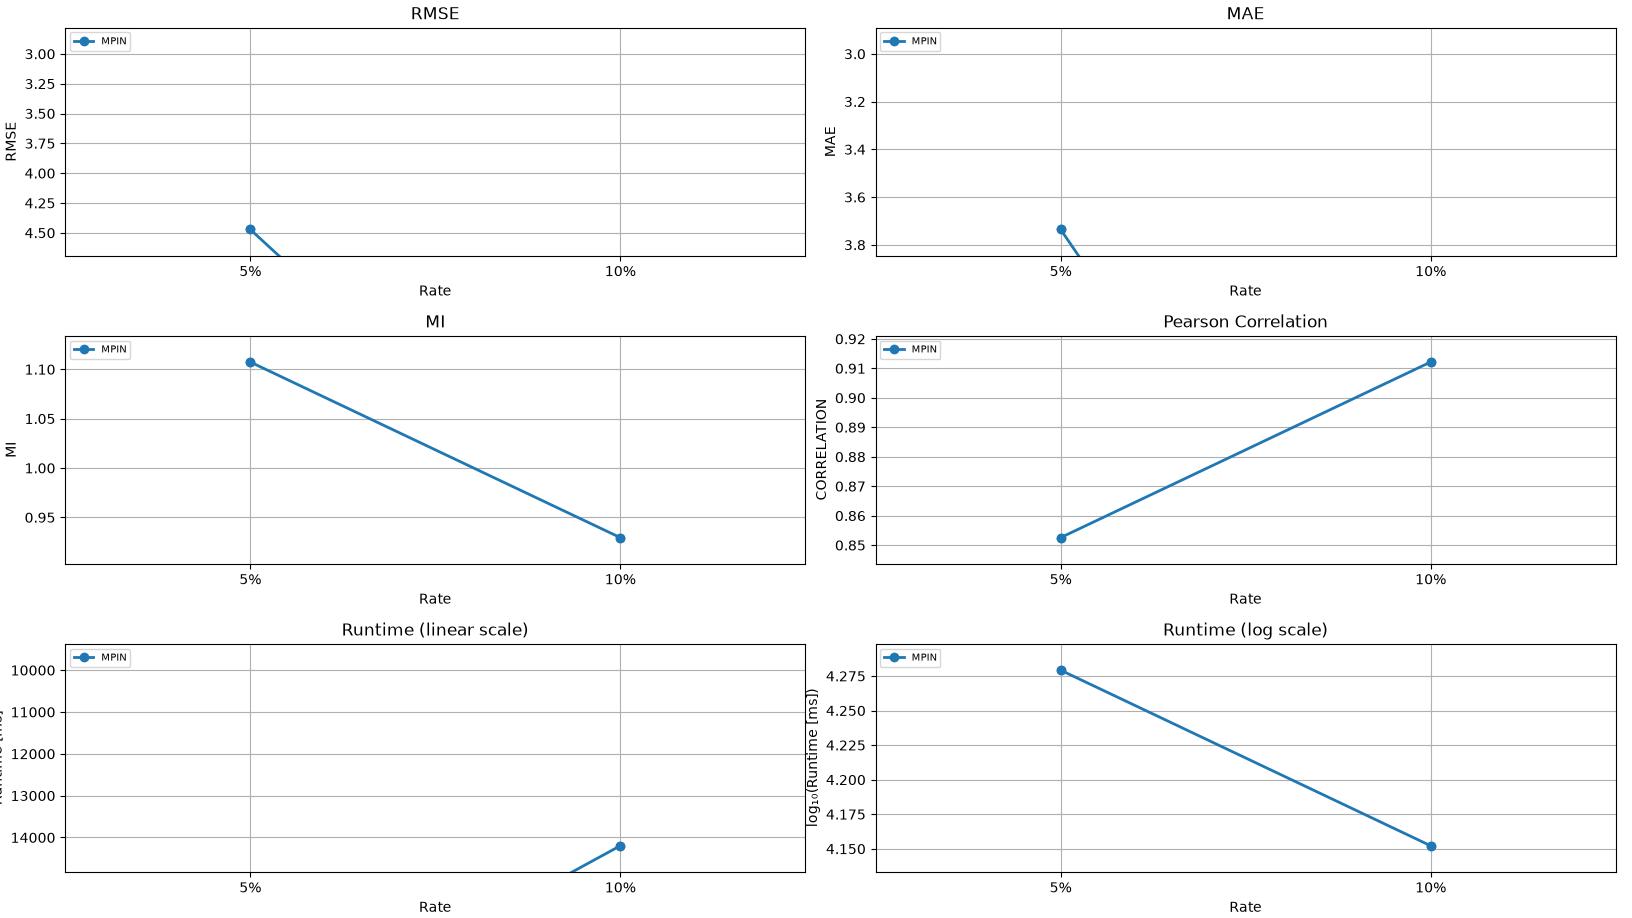 RMSE
MPIN
3.00
3.25
3.50
3.75
4.00
4.25
4.50
RMSE
5%
10%
Rate
MAE
MPIN
3.0
3.2
3.4
3.6
3.8
MAE
5%
10%
Rate
MI
MPIN
1.10
1.05
1.00
0.95
MI
5%
10%
Rate
Pearson Correlation
MPIN
0.92
0.91
0.90
0.89
0.88
0.87
0.86
0.85
CORRELATION
5%
10%
Rate
Runtime (linear scale)
MPIN
10000
11000
12000
13000
14000
5%
10%
Rate
Runtime (log scale)
MPIN
4.275
4.250
4.225
4.200
4.175
4.150
log₁₀(Runtime [ms])
5%
10%
Rate